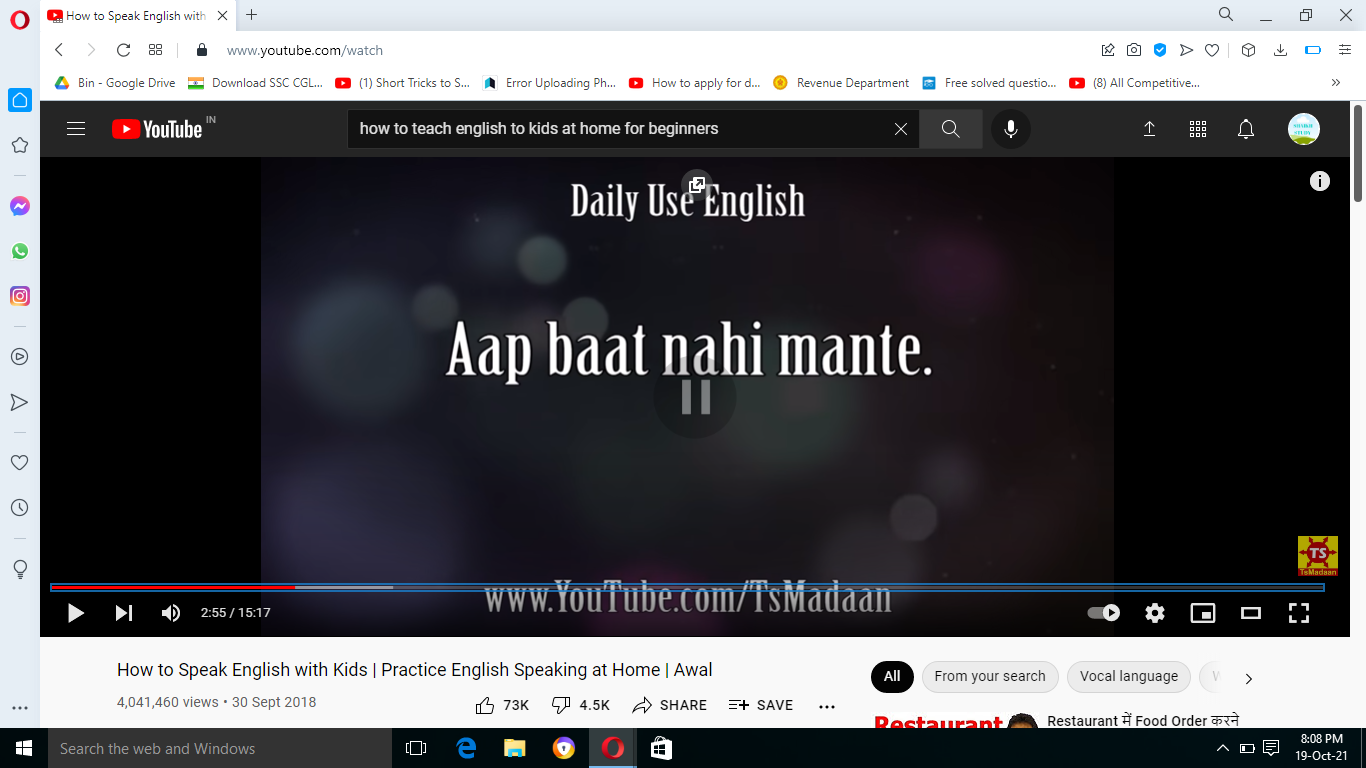 How to Speak English with
www.youtube.com/watch
Bin - Google Drive
Download SSC CGL...
(1) Short Tricks to S...
Error Uploading Ph...
How to apply for d...
Revenue Department
Free solved questio...
(8) All Competitive...
YouTube IN
how to teach english to kids at home for beginners
Daily Use English
Aap baat nahi mante.
www.YouTube.com/TsMadaan
TS
TsMadaan
2:55 / 15:17
How to Speak English with Kids | Practice English Speaking at Home | Awal
4,041,460 views • 30 Sept 2018
73K
4.5K
SHARE
SAVE
All
From your search
Vocal language
Restaurant
Restaurant में Food Order करने
Search the web and Windows
8:08 PM
19-Oct-21